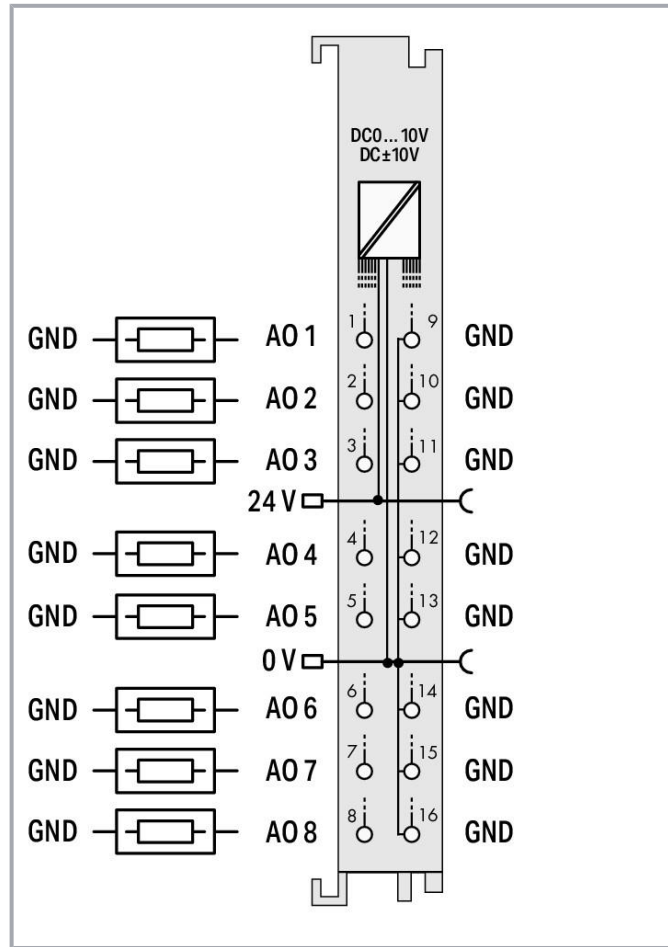 DC0...10V
DC±10V
GND AO 1 1 9 GND
GND AO 2 2 10 GND
GND AO 3 3 11 GND
24 V
GND AO 4 4 12 GND
GND AO 5 5 13 GND
0 V
GND AO 6 6 14 GND
GND AO 7 7 15 GND
GND AO 8 8 16 GND